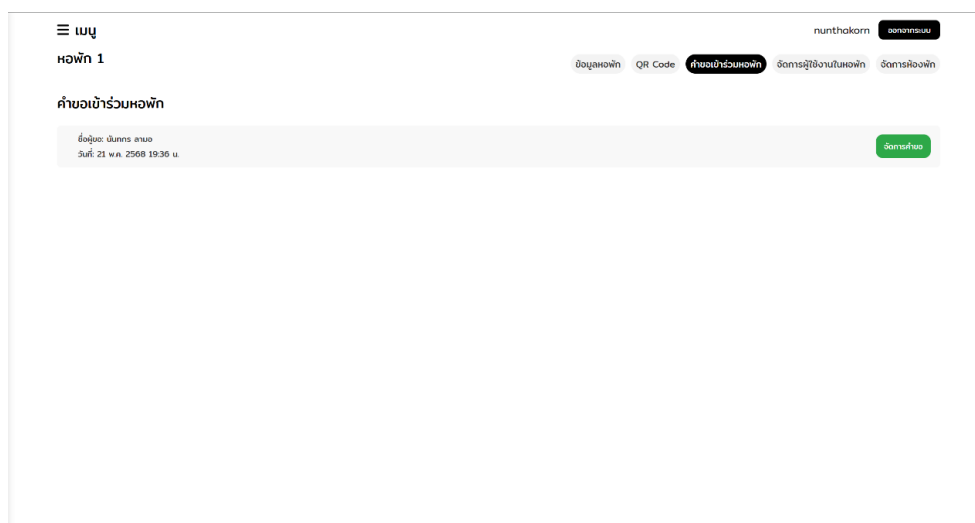 เมนู
nunthakorn ออกจากระบบ
หอพัก 1
ข้อมูลหอพัก QR Code คำขอเข้าร่วมหอพัก จัดการผู้ใช้งานในหอพัก จัดการห้องพัก
คำขอเข้าร่วมหอพัก
ชื่อผู้ขอ: นันทกร ลามอ
วันที่: 21 พ.ค. 2568 19:36 น.
จัดการคำขอ